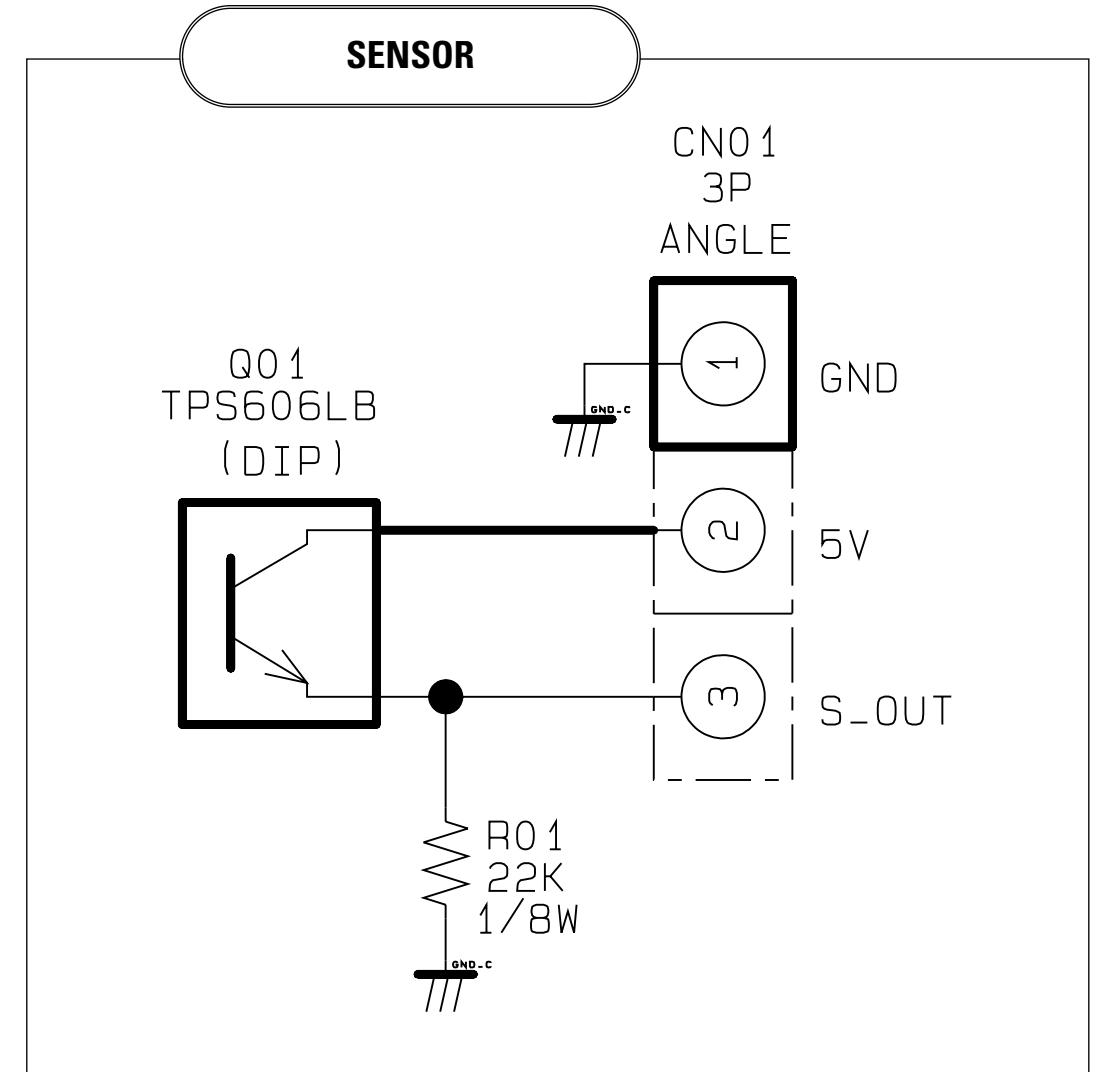 SENSOR
CN01
3P
ANGLE
1
GND
GND_C
Q01
TPS606LB
(DIP)
2
5V
3
S_OUT
R01
22K
1/8W
GND_C